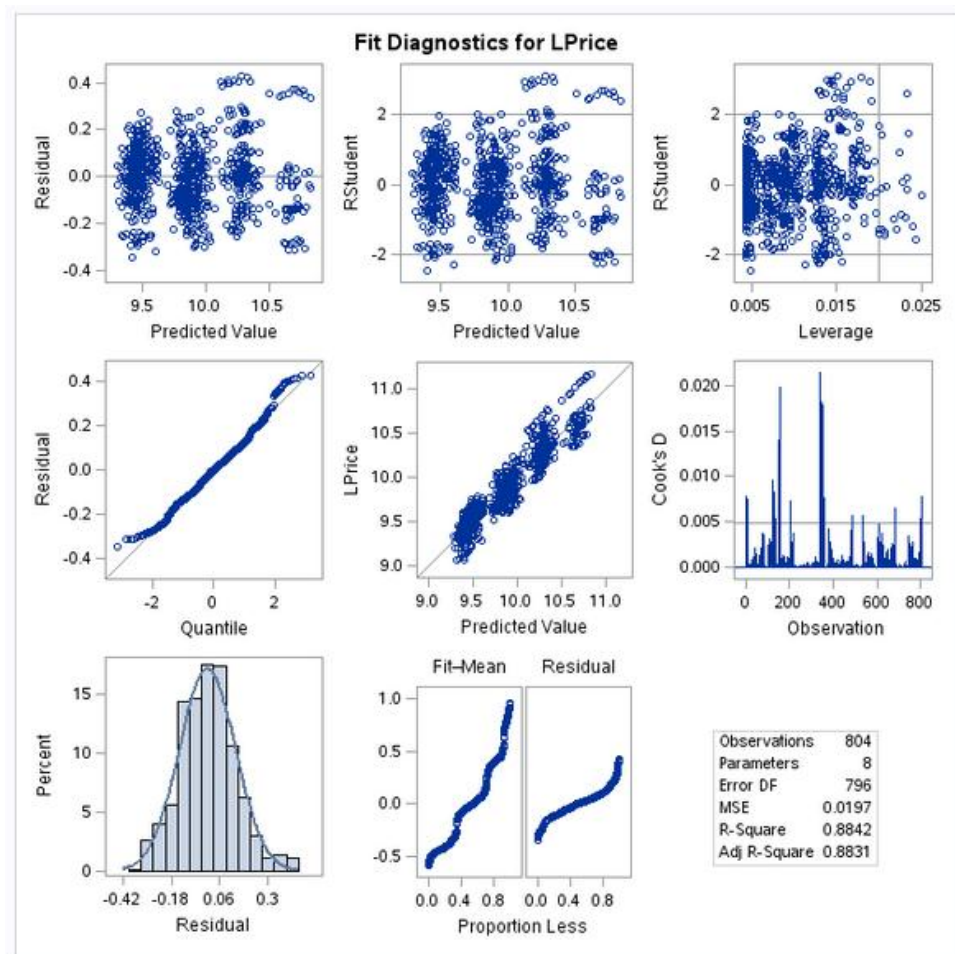 Fit Diagnostics for LPrice
0.4
0.2
0.0
-0.2
-0.4
Residual
9.5 10.0 10.5
Predicted Value
2
0
-2
RStudent
9.5 10.0 10.5
Predicted Value
2
0
-2
RStudent
0.005 0.015 0.025
Leverage
0.4
0.2
0.0
-0.2
-0.4
Residual
-2 0 2
Quantile
11.0
10.5
10.0
9.5
9.0
LPrice
9.0 9.5 10.0 10.5 11.0
Predicted Value
0.020
0.015
0.010
0.005
0.000
Cook's D
0 200 400 600 800
Observation
15
10
5
0
Percent
-0.42 -0.18 0.06 0.3
Residual
Fit–Mean Residual
1.0
0.5
0.0
-0.5
0.0 0.4 0.8 0.0 0.4 0.8
Proportion Less
Observations 804
Parameters 8
Error DF 796
MSE 0.0197
R-Square 0.8842
Adj R-Square 0.8831